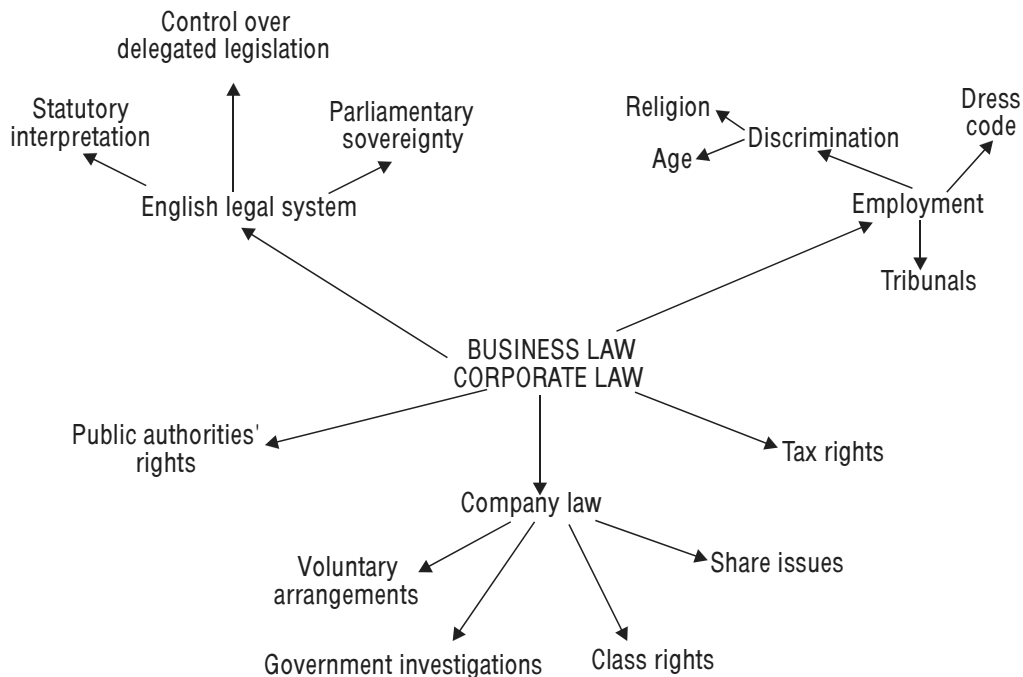 Control over
delegated legislation
Statutory
interpretation
Parliamentary
sovereignty
English legal system
Religion
Age
Discrimination
Dress
code
Employment
Tribunals
BUSINESS LAW
CORPORATE LAW
Public authorities'
rights
Tax rights
Company law
Voluntary
arrangements
Share issues
Government investigations
Class rights